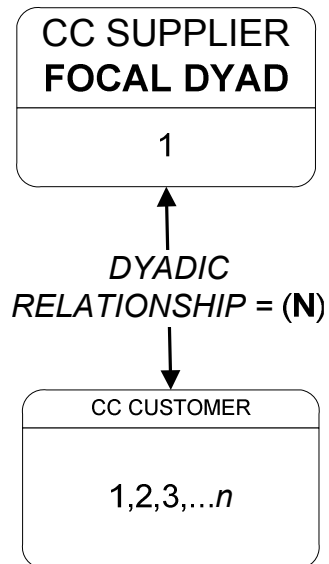 CC SUPPLIER
FOCAL DYAD
1
DYADIC
RELATIONSHIP = (N)
CC CUSTOMER
1,2,3,...n